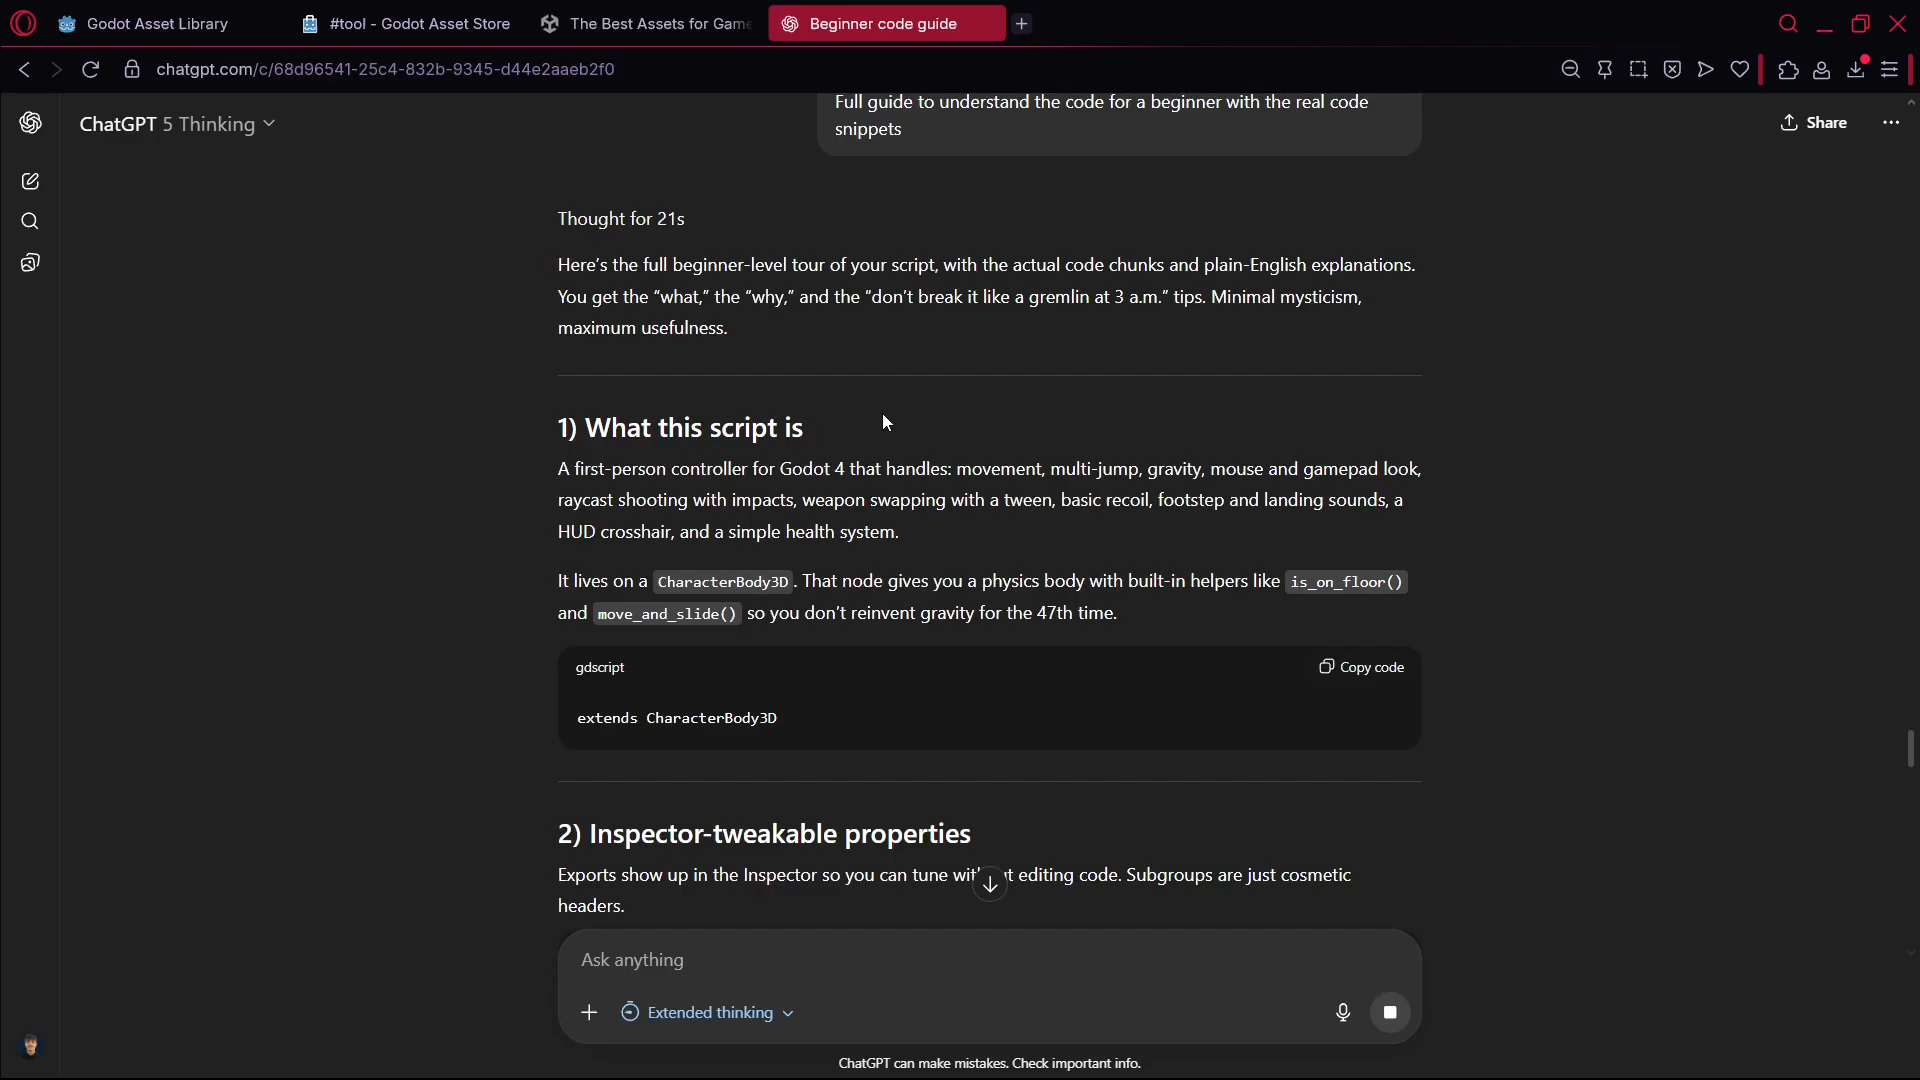 Godot Asset Library
#tool - Godot Asset Store
The Best Assets for Game
Beginner code guide
chatgpt.com/c/68d96541-25c4-832b-9345-d44e2aaeb2f0
ChatGPT 5 Thinking
Share
Full guide to understand the code for a beginner with the real code
snippets
Thought for 21s
Here’s the full beginner-level tour of your script, with the actual code chunks and plain-English explanations.
You get the “what,” the “why,” and the “don’t break it like a gremlin at 3 a.m.” tips. Minimal mysticism,
maximum usefulness.
1) What this script is
A first-person controller for Godot 4 that handles: movement, multi-jump, gravity, mouse and gamepad look,
raycast shooting with impacts, weapon swapping with a tween, basic recoil, footstep and landing sounds, a
HUD crosshair, and a simple health system.
It lives on a CharacterBody3D. That node gives you a physics body with built-in helpers like is_on_floor()
and move_and_slide() so you don’t reinvent gravity for the 47th time.
gdscript
Copy code
extends CharacterBody3D
2) Inspector-tweakable properties
Exports show up in the Inspector so you can tune without editing code. Subgroups are just cosmetic
headers.
Ask anything
Extended thinking
ChatGPT can make mistakes. Check important info.